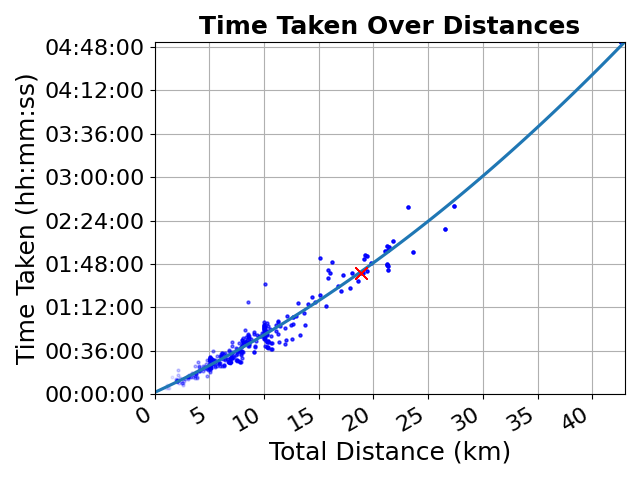 Time Taken Over Distances
04:48:00
04:12:00
03:36:00
03:00:00
02:24:00
01:48:00
01:12:00
00:36:00
00:00:00
Time Taken (hh:mm:ss)
0 5 10 15 20 25 30 35 40
Total Distance (km)